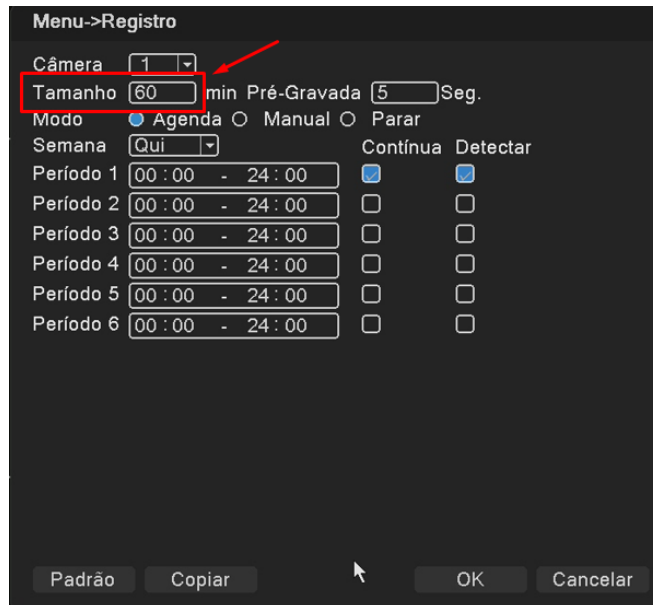 Menu->Registro
Câmera 1
Tamanho 60 min Pré-Gravada 5 Seg.
Modo Agenda Manual Parar
Semana Qui Contínua Detectar
Período 1 00:00 - 24:00
Período 2 00:00 - 24:00
Período 3 00:00 - 24:00
Período 4 00:00 - 24:00
Período 5 00:00 - 24:00
Período 6 00:00 - 24:00
Padrão Copiar OK Cancelar